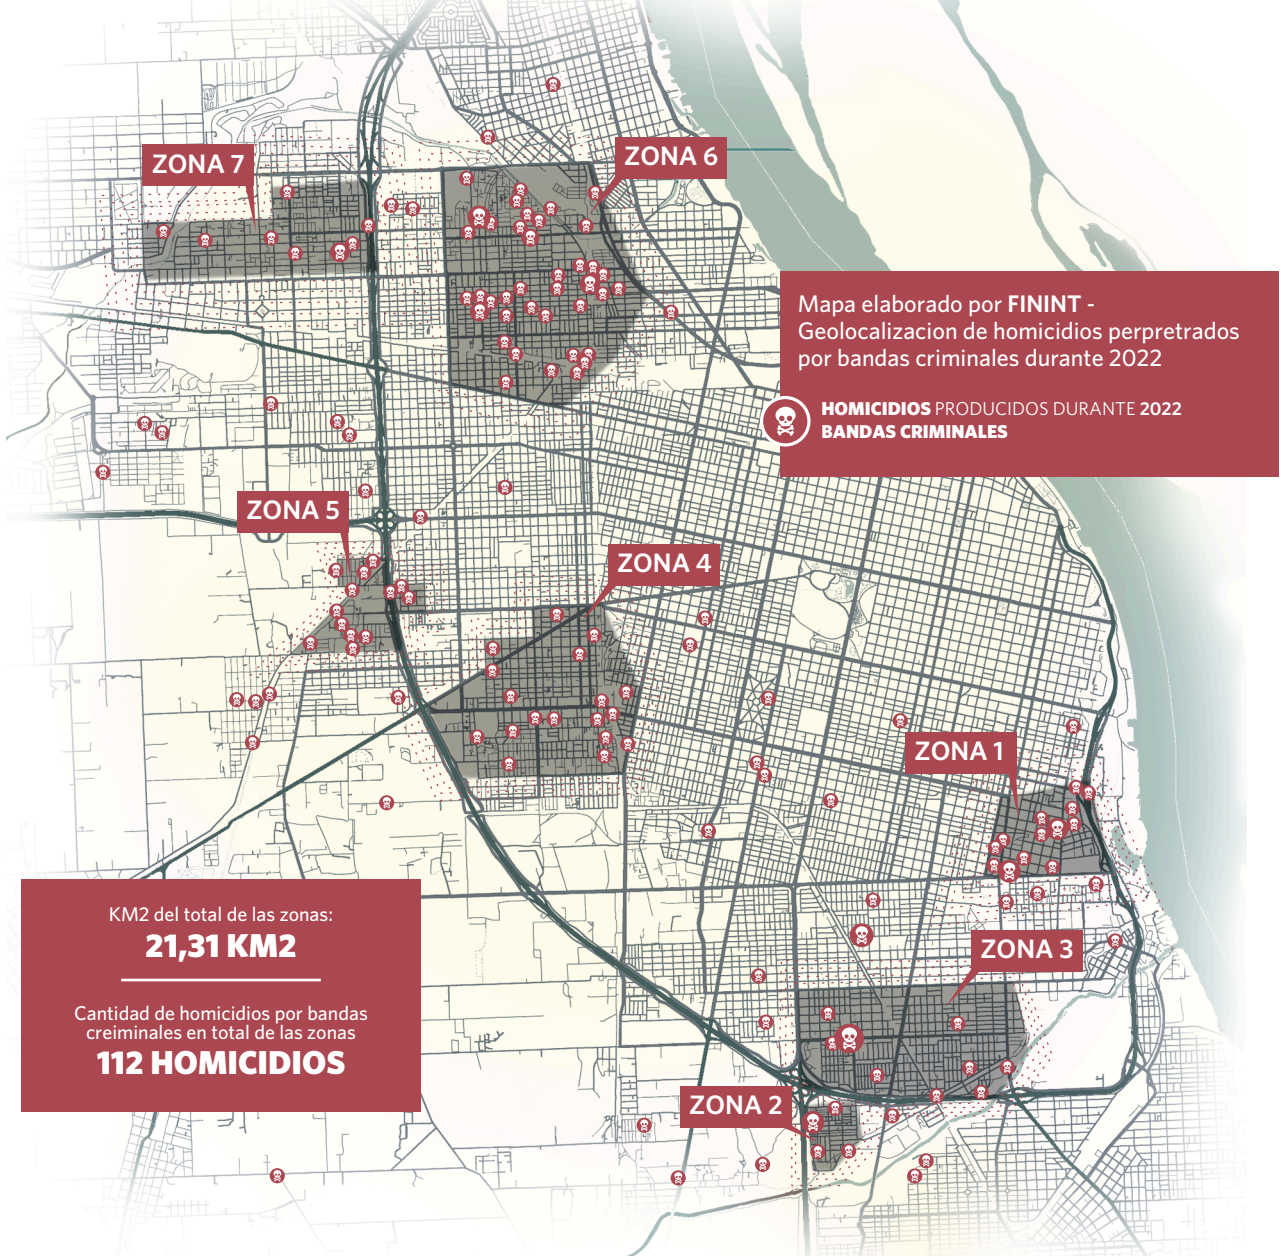 ZONA 7
ZONA 6
Mapa elaborado por FININT -
Geolocalizacion de homicidios perpretrados
por bandas criminales durante 2022
HOMICIDIOS PRODUCIDOS DURANTE 2022
BANDAS CRIMINALES
ZONA 5
ZONA 4
ZONA 1
KM2 del total de las zonas:
21,31 KM2
Cantidad de homicidios por bandas
creiminales en total de las zonas
112 HOMICIDIOS
ZONA 3
ZONA 2